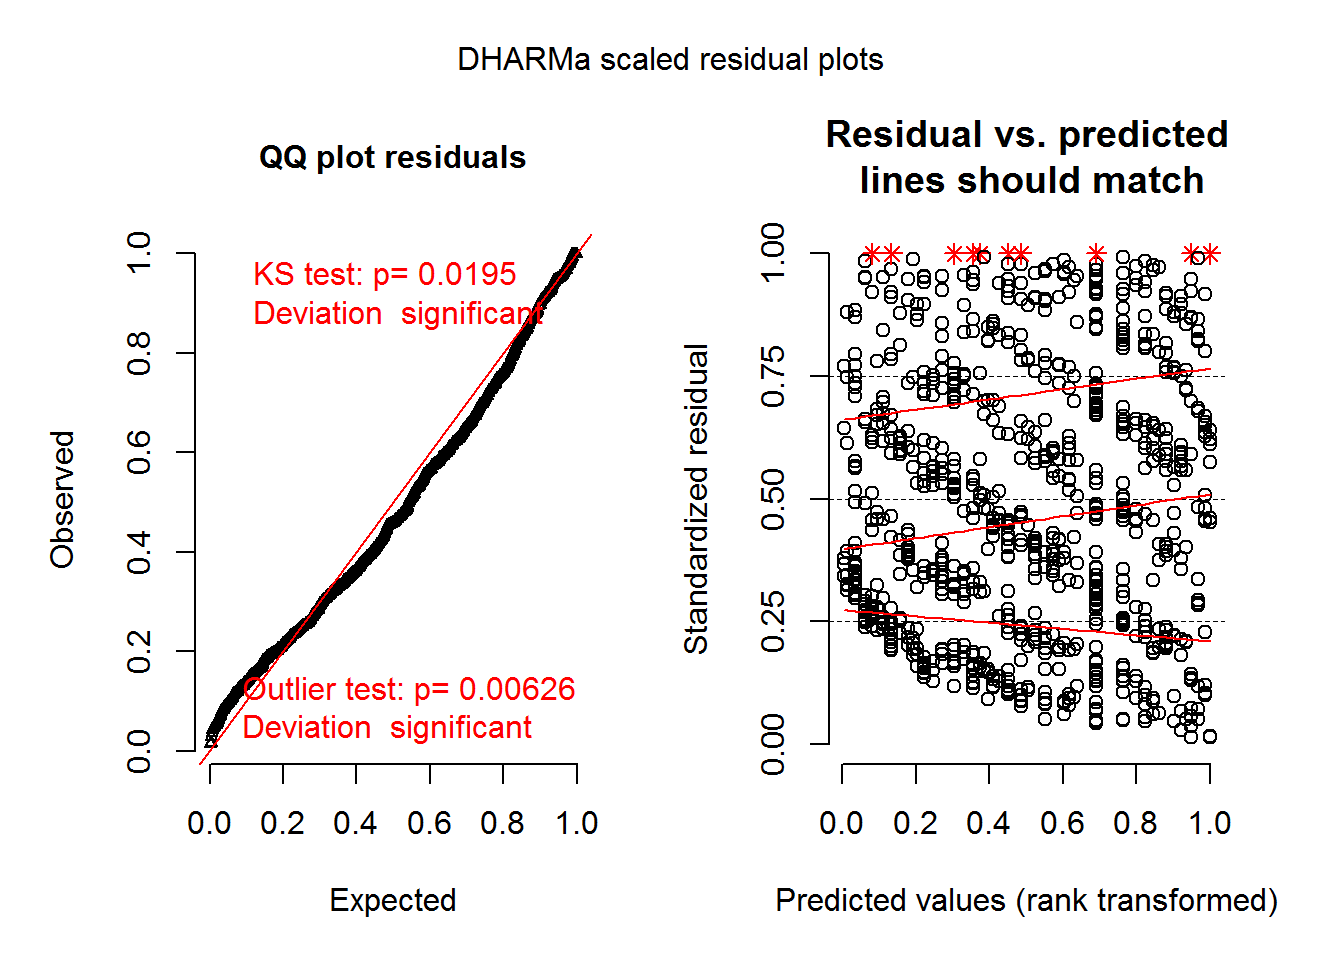 DHARMa scaled residual plots
QQ plot residuals
KS test: p= 0.0195
Deviation  significant
Outlier test: p= 0.00626
Deviation  significant
Observed
0.0
0.2
0.4
0.6
0.8
1.0
0.0 0.2 0.4 0.6 0.8 1.0
Expected
Residual vs. predicted
lines should match
Standardized residual
0.00
0.25
0.50
0.75
1.00
0.0 0.2 0.4 0.6 0.8 1.0
Predicted values (rank transformed)